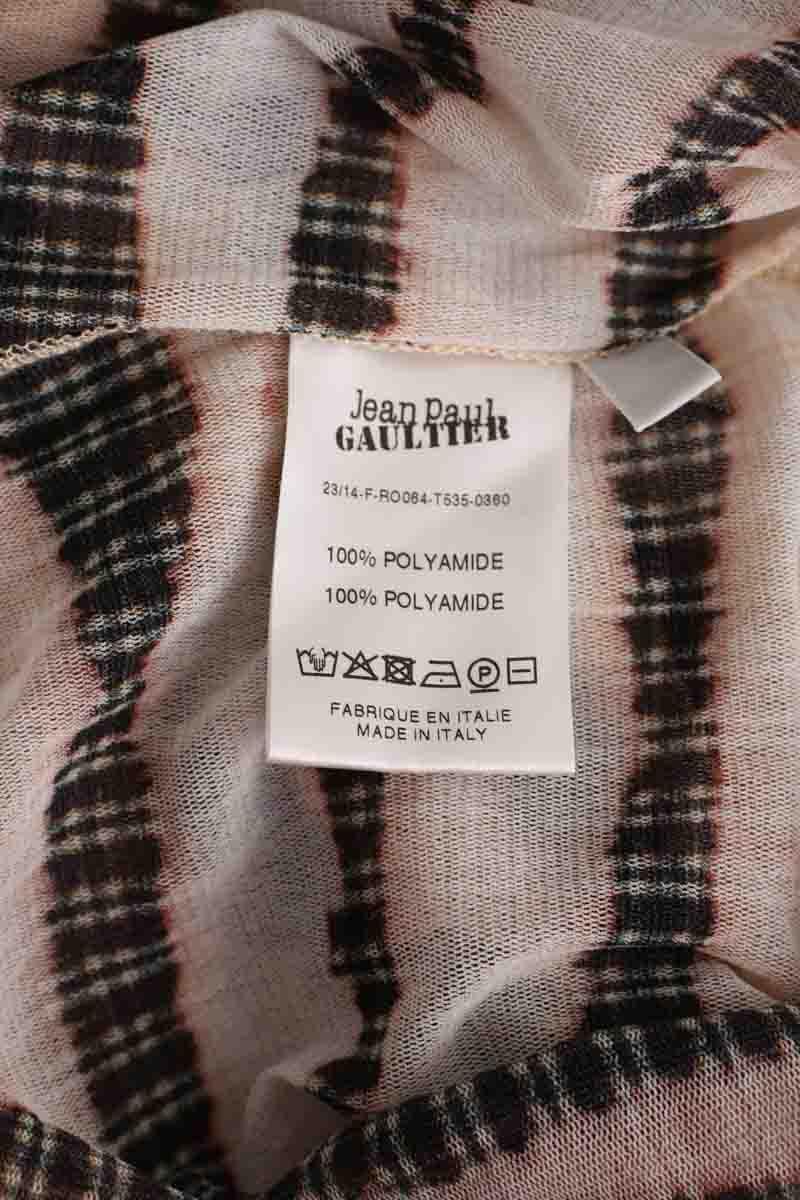 Jean Paul
GAULTIER
23/14-F-RO064-T535-0360
100% POLYAMIDE
100% POLYAMIDE
P
FABRIQUE EN ITALIE
MADE IN ITALY